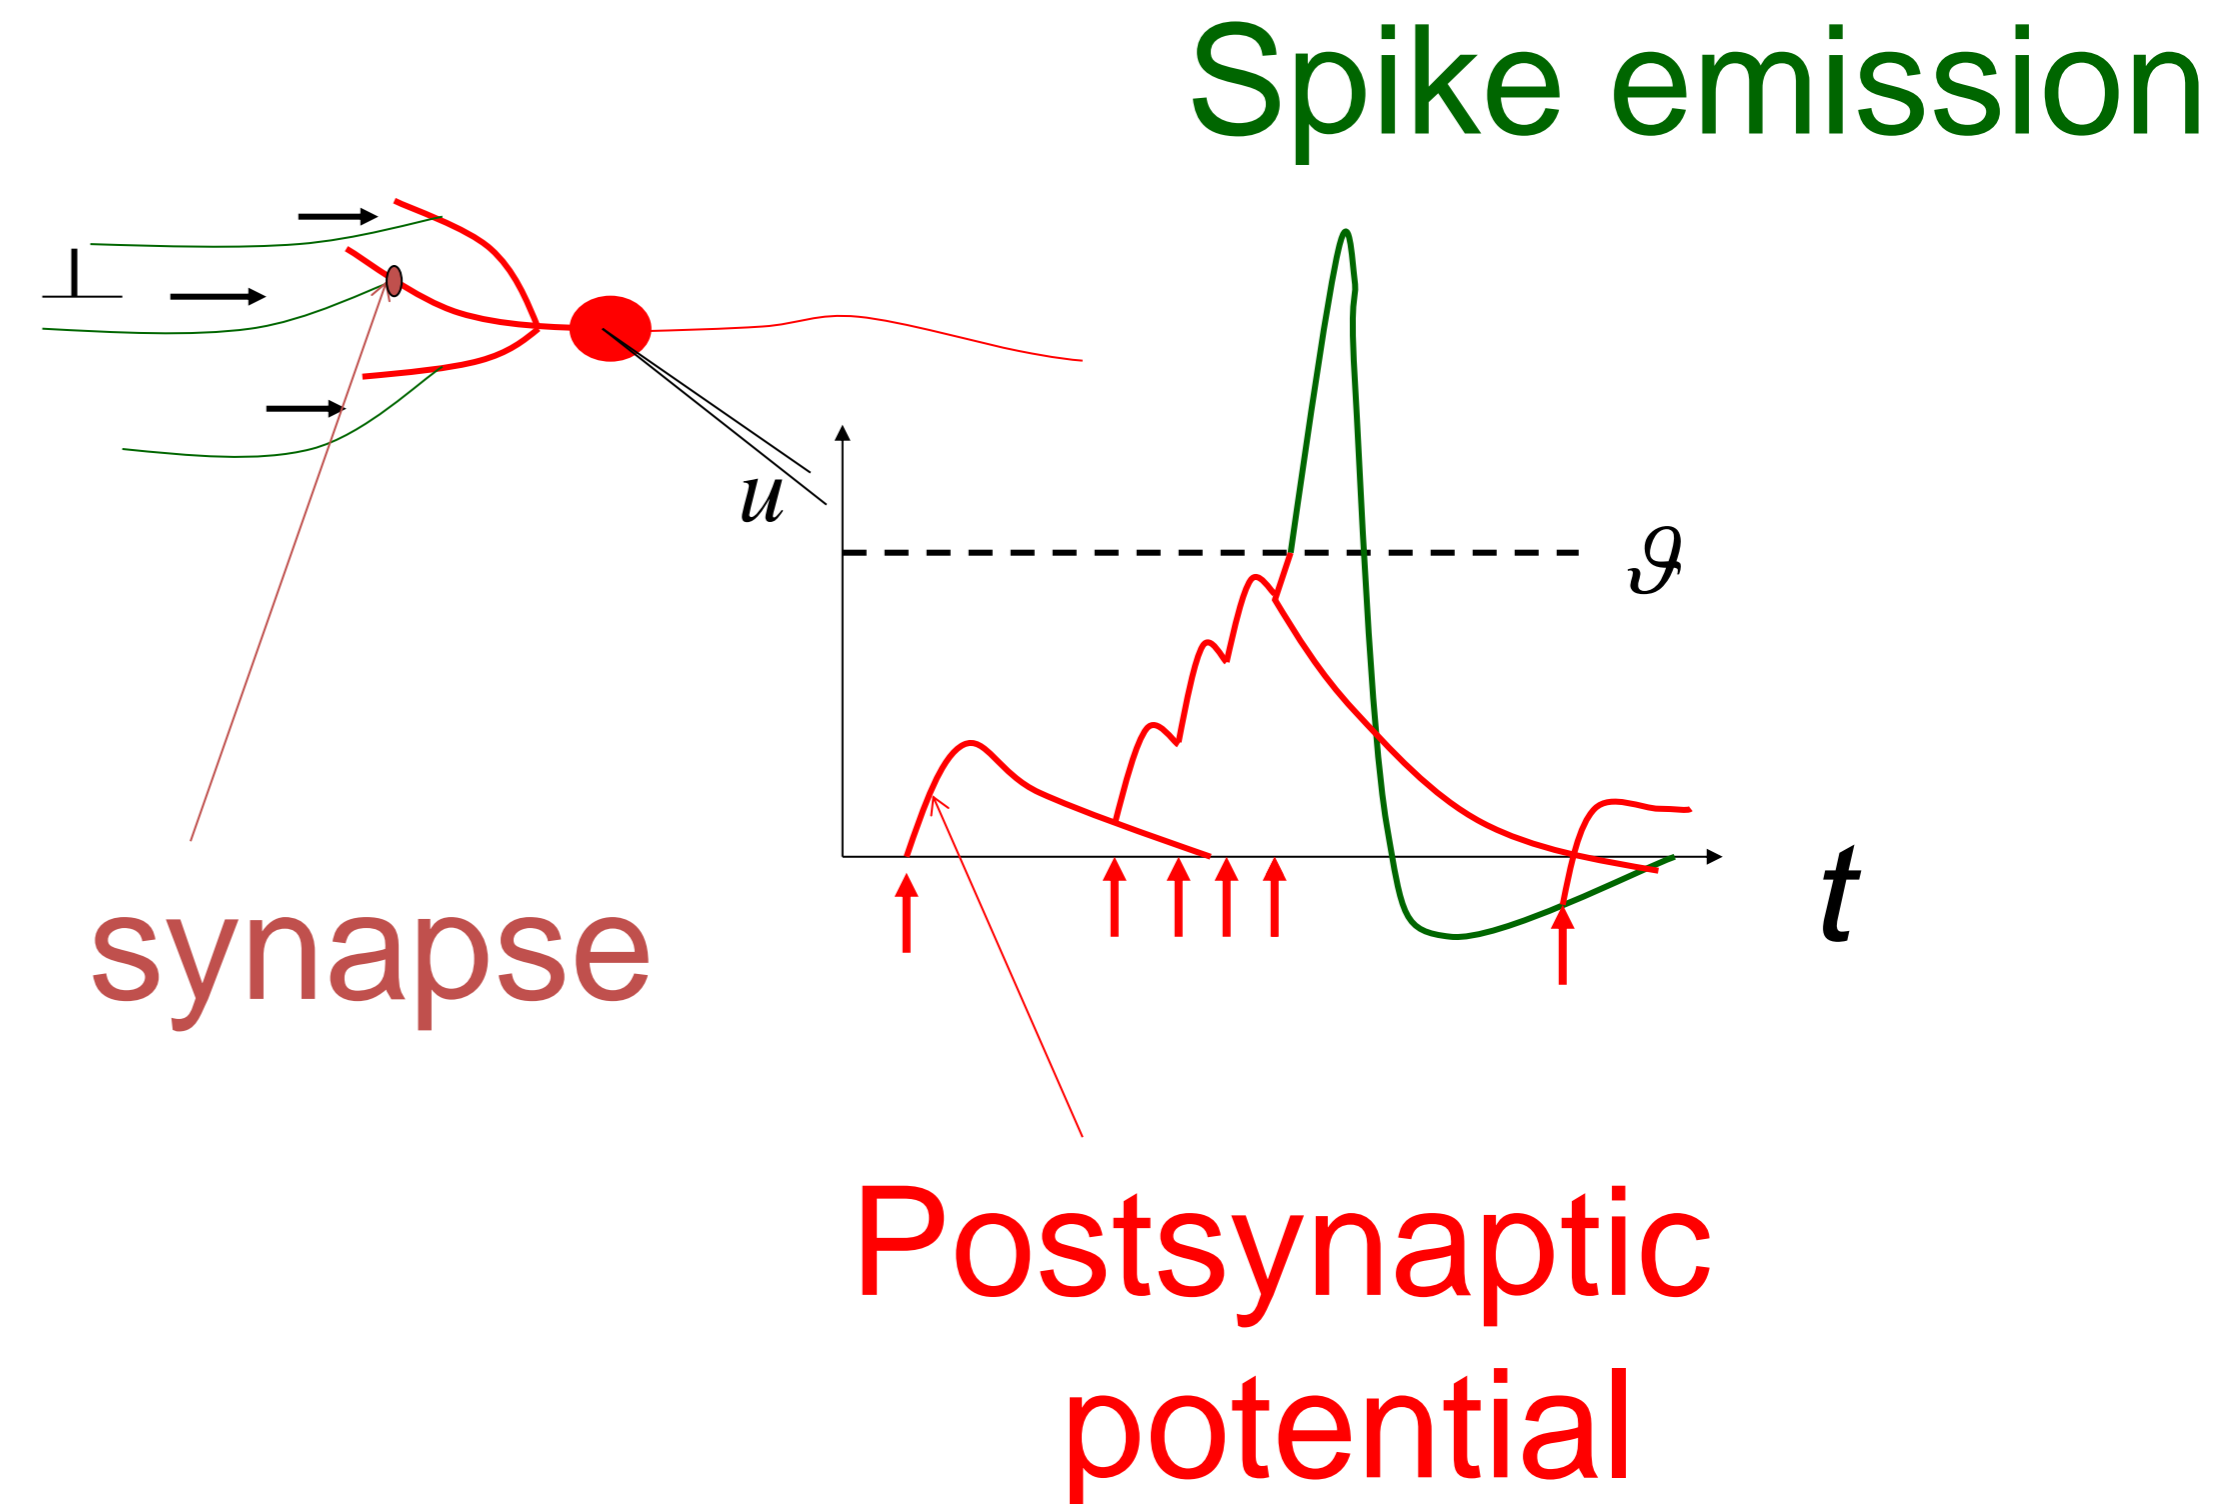 Spike emission
u
ϑ
t
synapse
Postsynaptic
potential